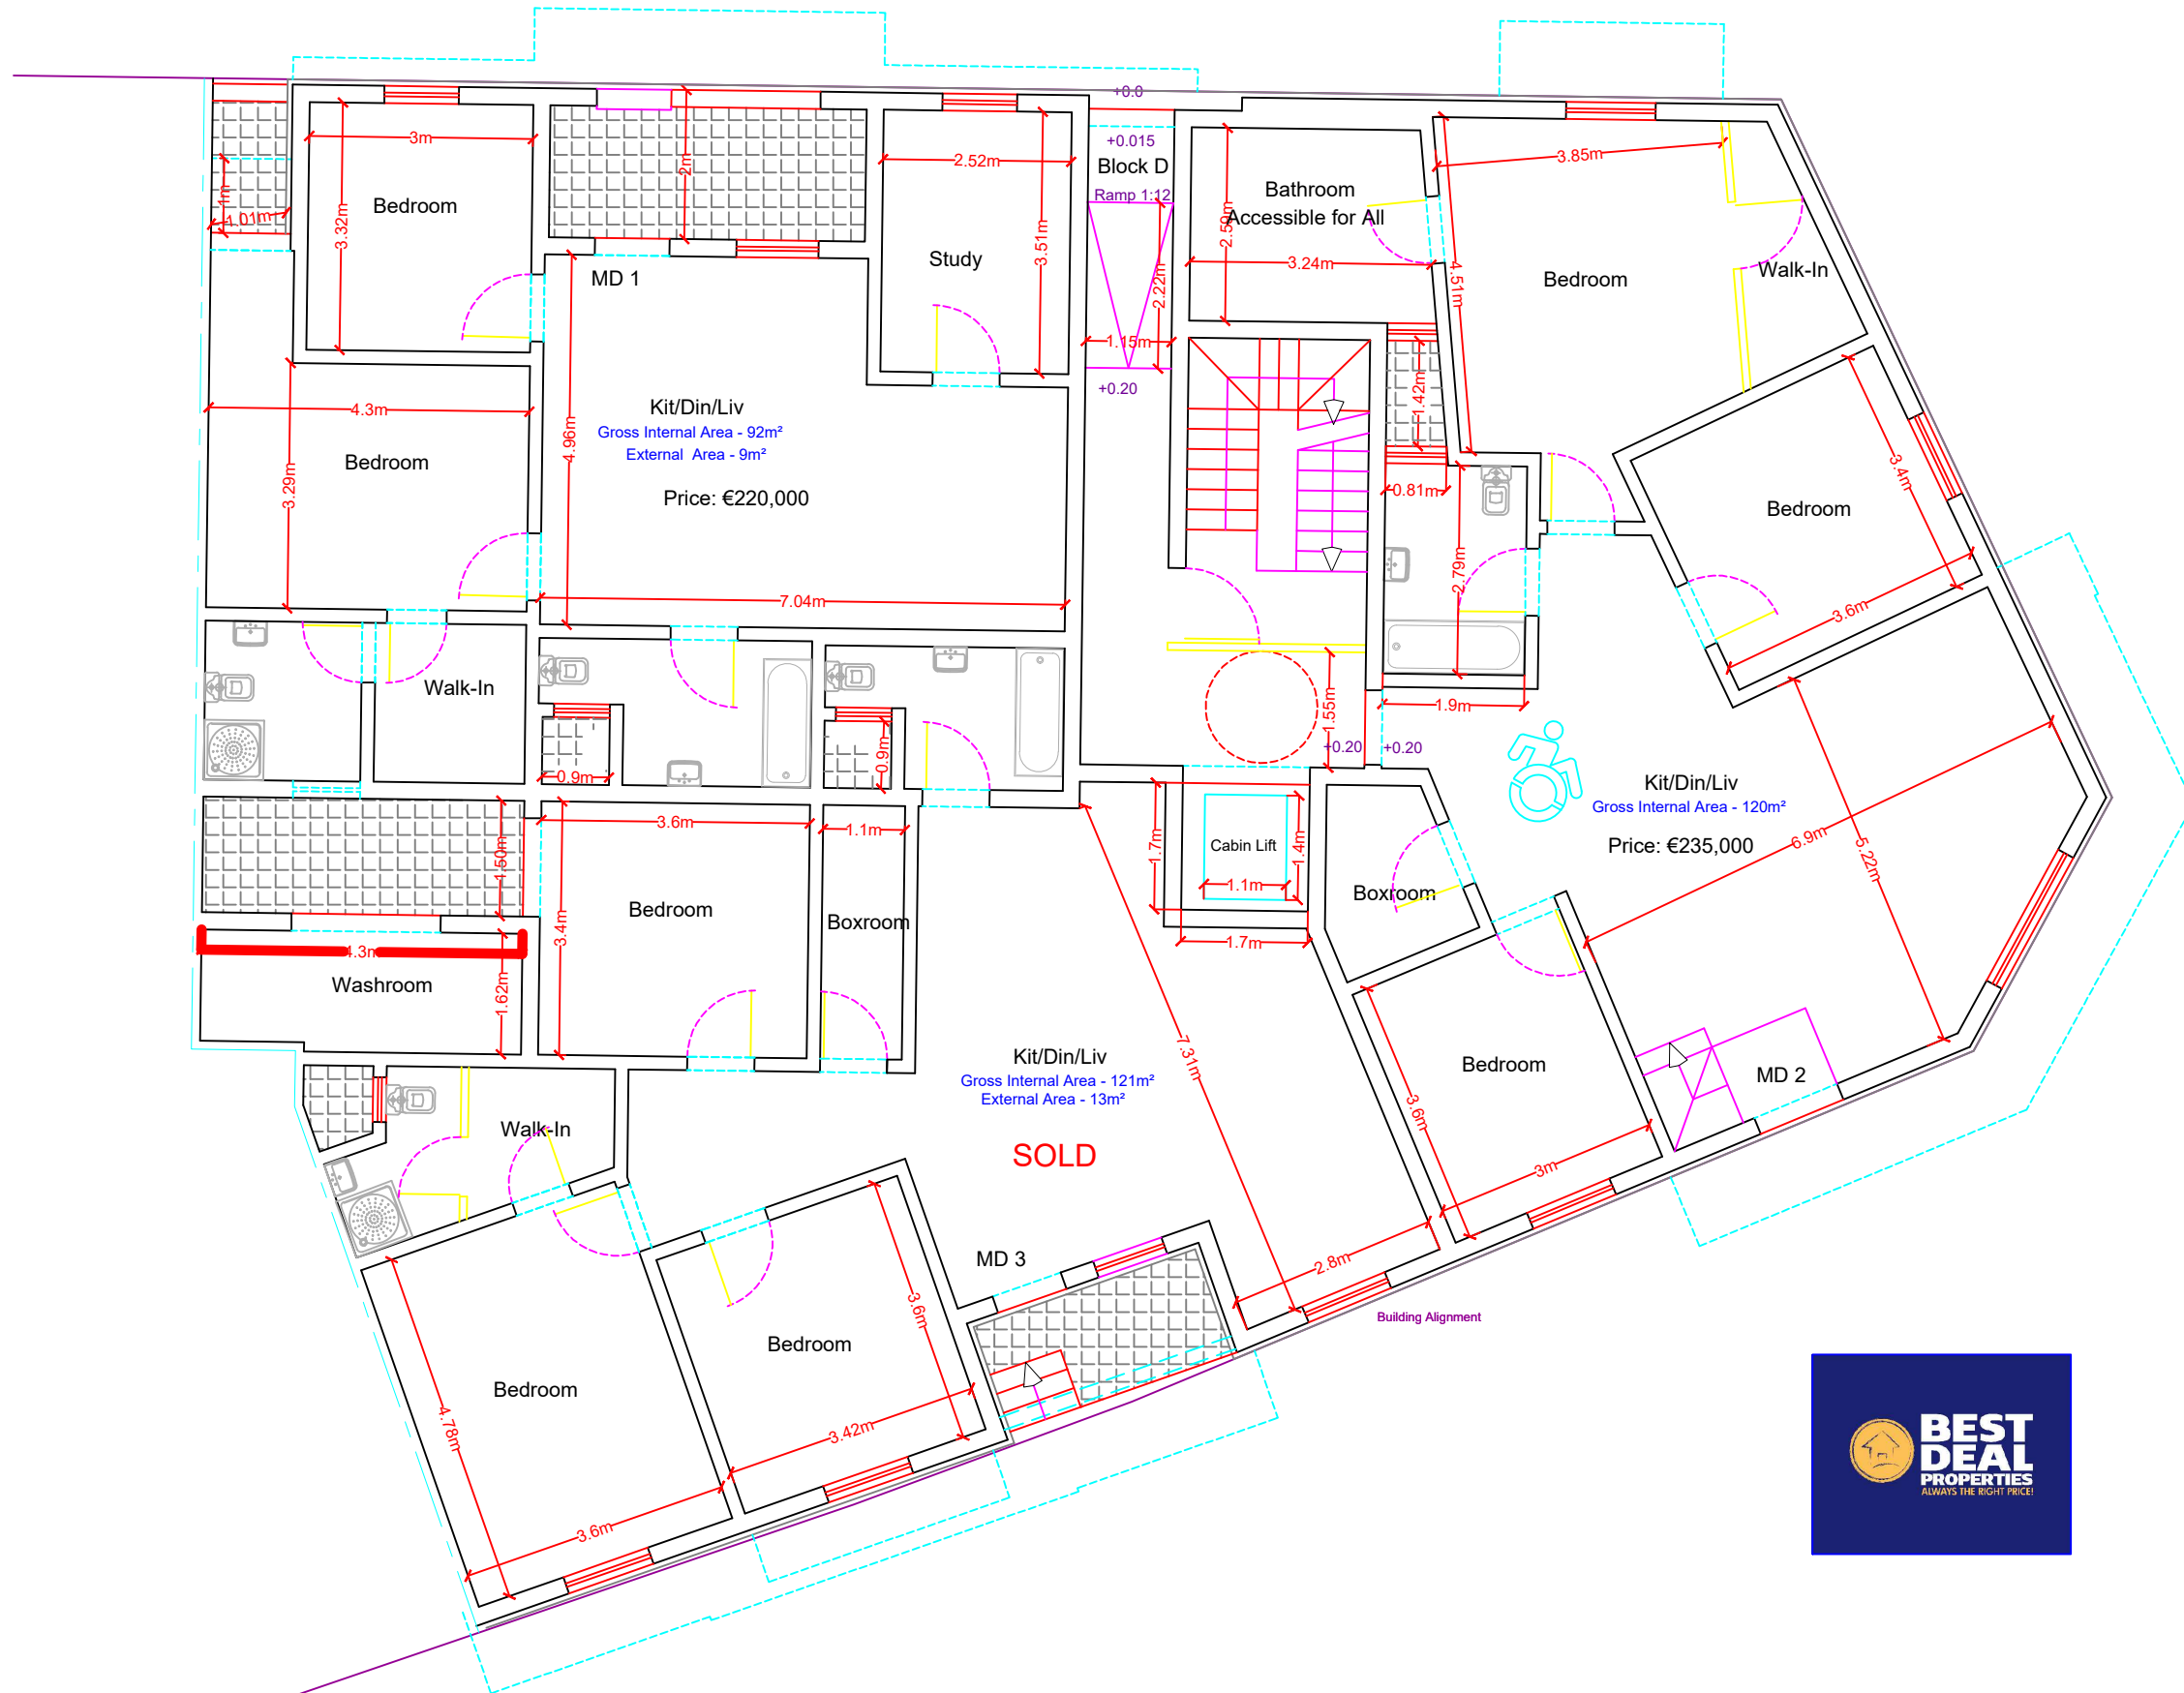 +0.0
+0.015
Block D
Ramp 1:12
2.22m
1.15m
+0.20
3m
3.32m
Bedroom
1m
1.01m
2m
MD 1
2.52m
3.51m
Study
Bathroom
Accessible for All
2.59m
3.24m
3.85m
4.51m
Bedroom
Walk-In
4.3m
3.29m
Bedroom
4.96m
Kit/Din/Liv
Gross Internal Area - 92m²
External Area - 9m²
Price: €220,000
7.04m
1.42m
0.81m
2.79m
1.9m
3.4m
Bedroom
3.6m
Walk-In
0.9m
0.9m
1.55m
+0.20
+0.20
Kit/Din/Liv
Gross Internal Area - 120m²
Price: €235,000
6.9m
5.22m
1.50m
3.6m
1.1m
3.4m
Bedroom
Boxroom
1.7m
Cabin Lift
1.4m
1.1m
1.7m
Boxroom
4.3m
Washroom
1.62m
7.31m
Kit/Din/Liv
Gross Internal Area - 121m²
External Area - 13m²
SOLD
Bedroom
3.6m
3m
MD 2
Walk-In
MD 3
2.8m
Building Alignment
3.6m
Bedroom
3.42m
Bedroom
4.78m
3.6m
BEST
DEAL
PROPERTIES
ALWAYS THE RIGHT PRICE!